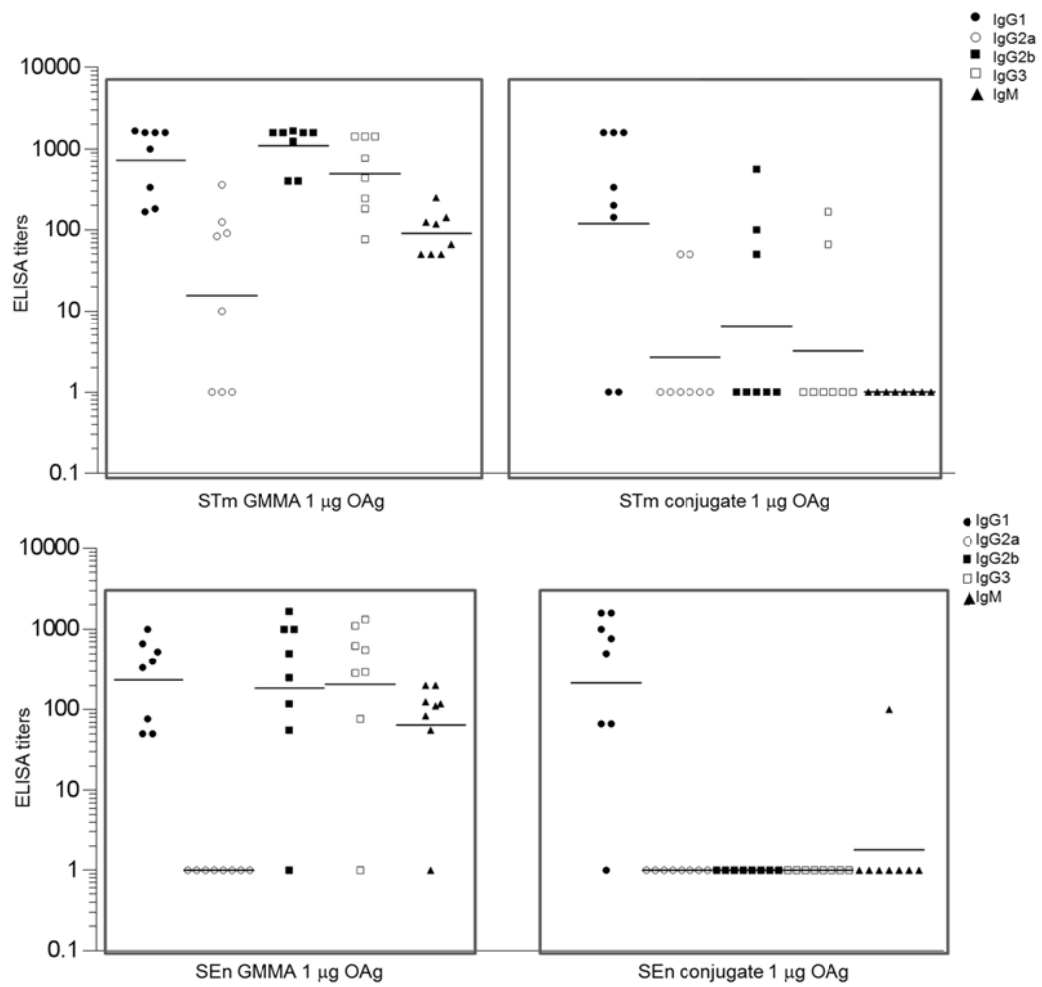 IgG1
IgG2a
IgG2b
IgG3
IgM
10000
1000
100
10
1
0.1
ELISA titers
STm GMMA 1 μg OAg
STm conjugate 1 μg OAg
IgG1
IgG2a
IgG2b
IgG3
IgM
10000
1000
100
10
1
0.1
ELISA titers
SEn GMMA 1 μg OAg
SEn conjugate 1 μg OAg